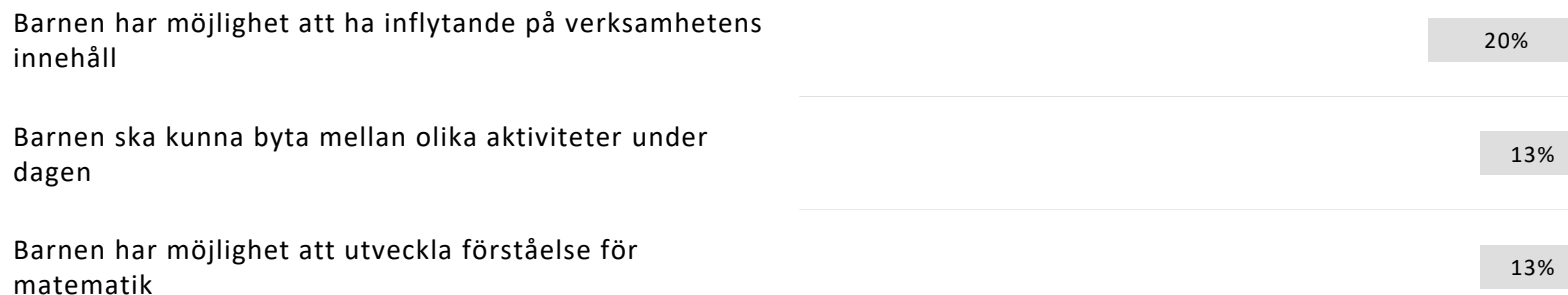 Barnen har möjlighet att ha inflytande på verksamhetens
innehåll
20%
Barnen ska kunna byta mellan olika aktiviteter under
dagen
13%
Barnen har möjlighet att utveckla förståelse för
matematik
13%